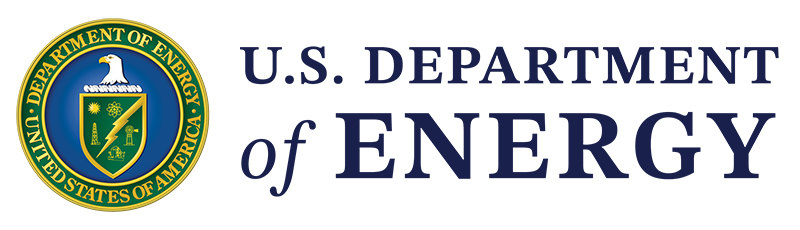 DEPARTMENT OF ENERGY
UNITED STATES OF AMERICA
U.S. DEPARTMENT
of ENERGY